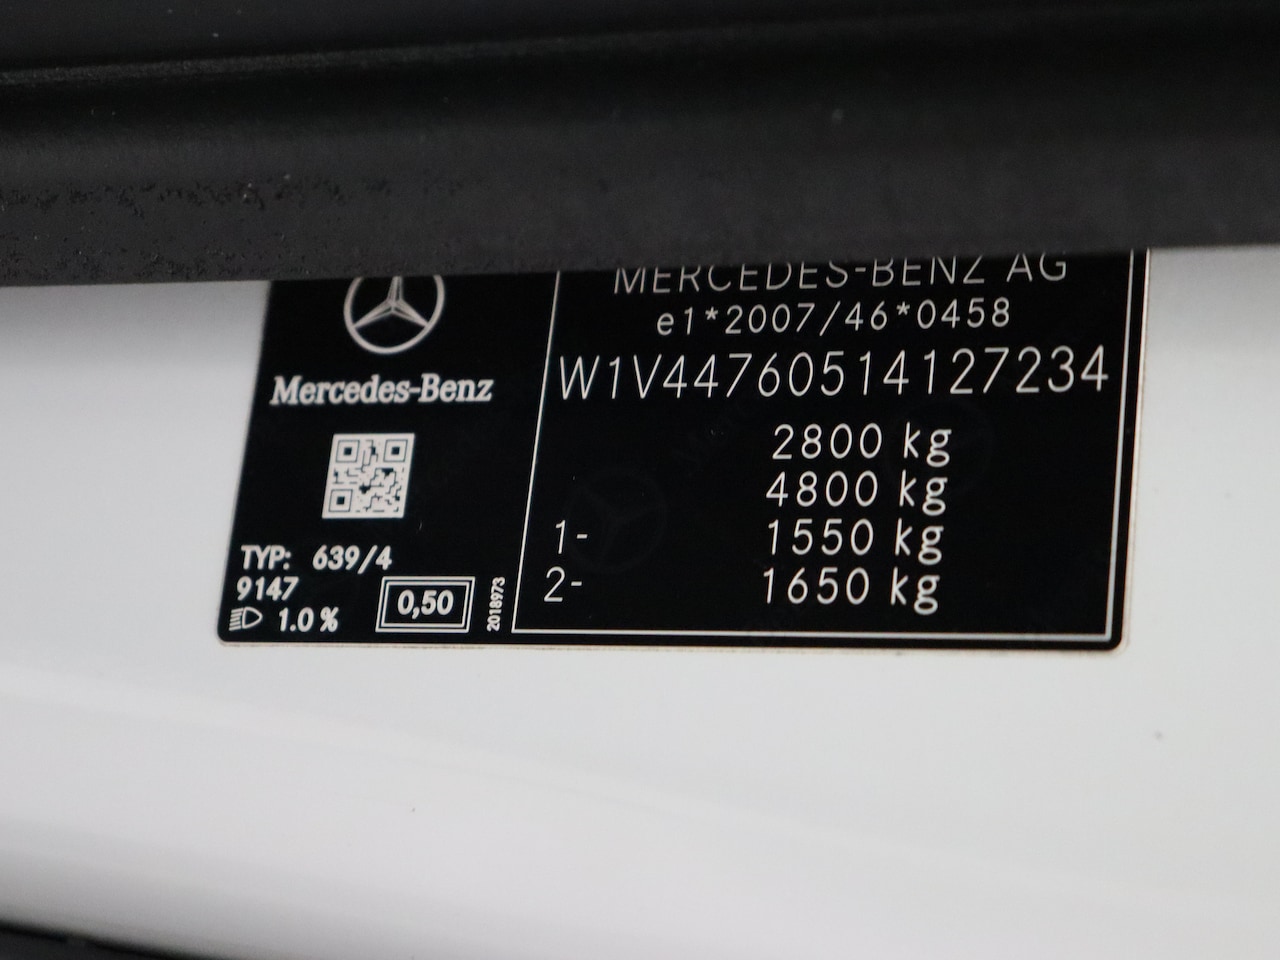 Mercedes-Benz
TYP: 639/4
9147
1.0 %
0,50
2018973
MERCEDES-BENZ AG
e1*2007/46*0458
W1V44760514127234
2800 kg
4800 kg
1- 1550 kg
2- 1650 kg